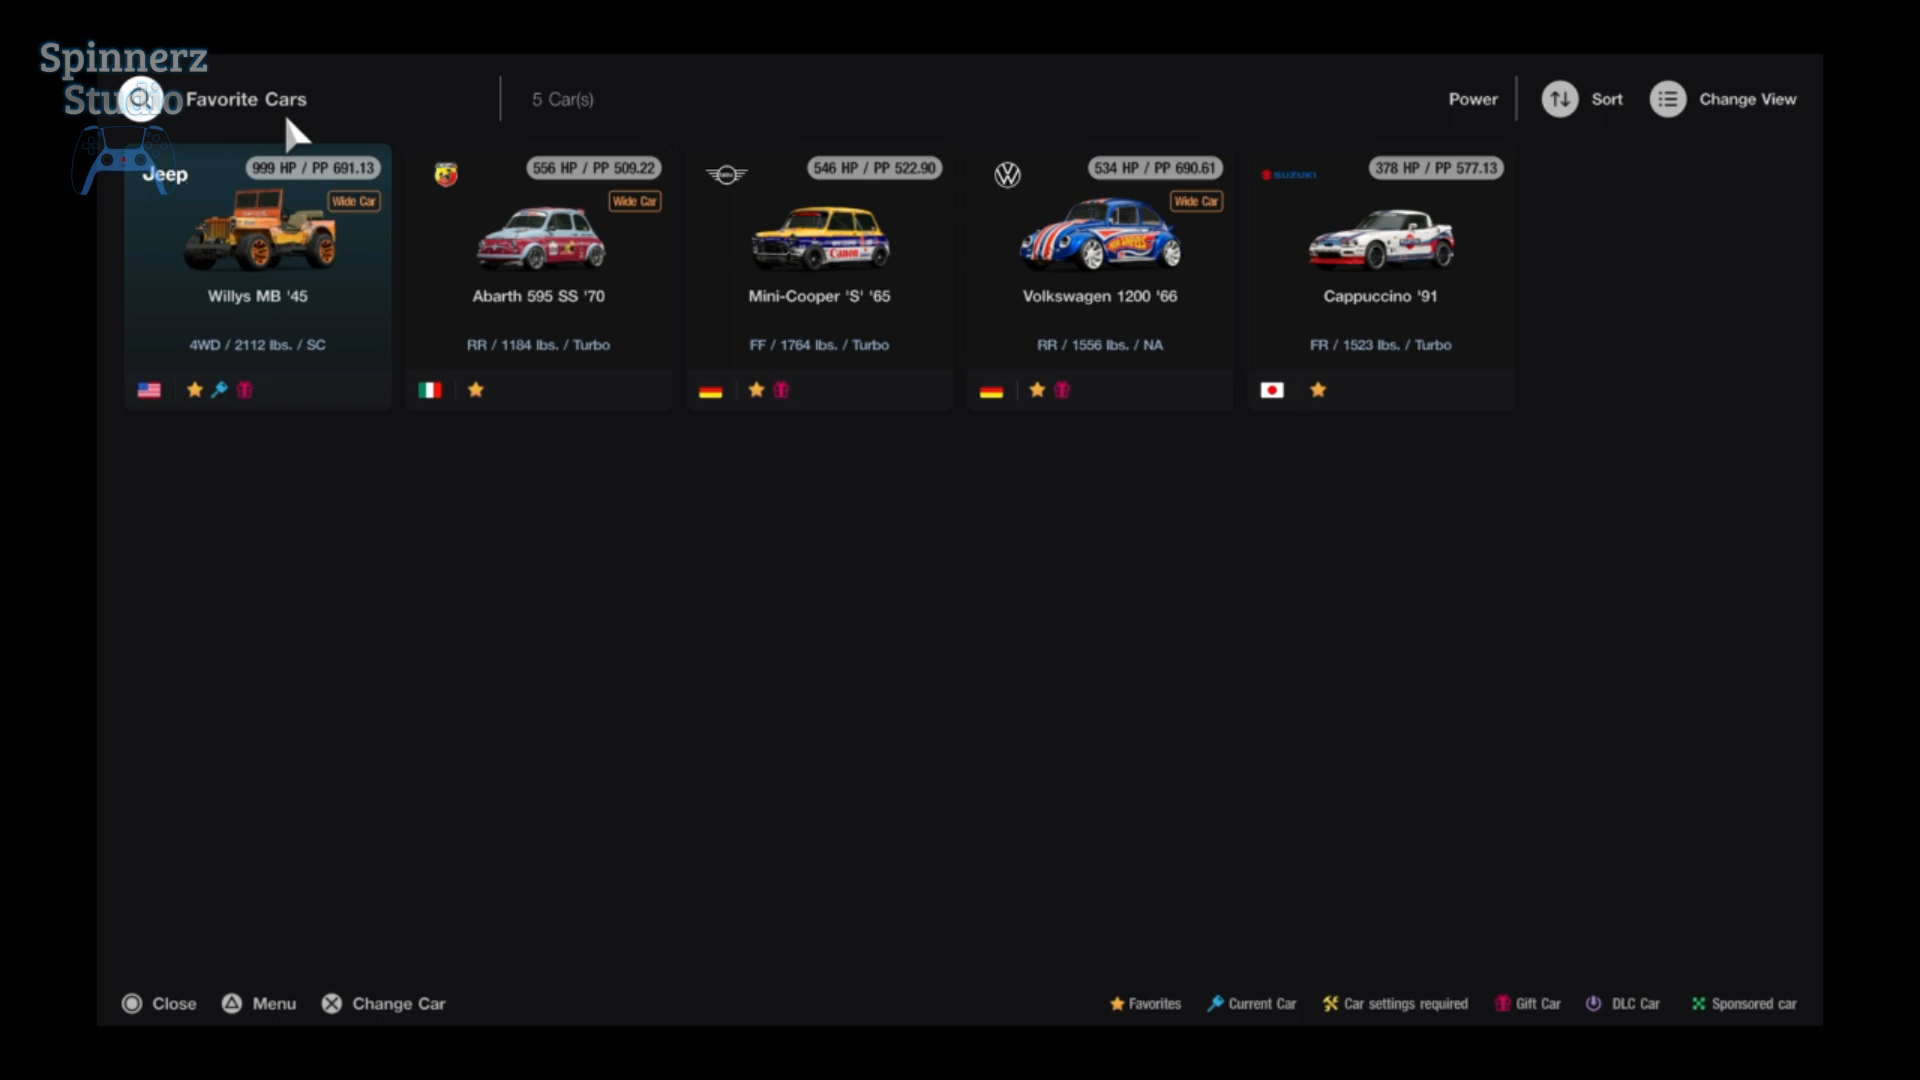 Spinnerz
Studio
Favorite Cars
5 Car(s)
Power
Sort
Change View
Jeep
999 HP / PP 691.13
Wide Car
Willys MB '45
4WD / 2112 lbs. / SC
556 HP / PP 509.22
Wide Car
Abarth 595 SS '70
RR / 1184 lbs. / Turbo
546 HP / PP 522.90
Canon
Mini-Cooper 'S' '65
FF / 1764 lbs. / Turbo
534 HP / PP 690.61
Wide Car
HOT WHEELS
Volkswagen 1200 '66
RR / 1556 lbs. / NA
SUZUKI
378 HP / PP 577.13
Cappuccino '91
FR / 1523 lbs. / Turbo
Close
Menu
Change Car
Favorites
Current Car
Car settings required
Gift Car
DLC Car
Sponsored car